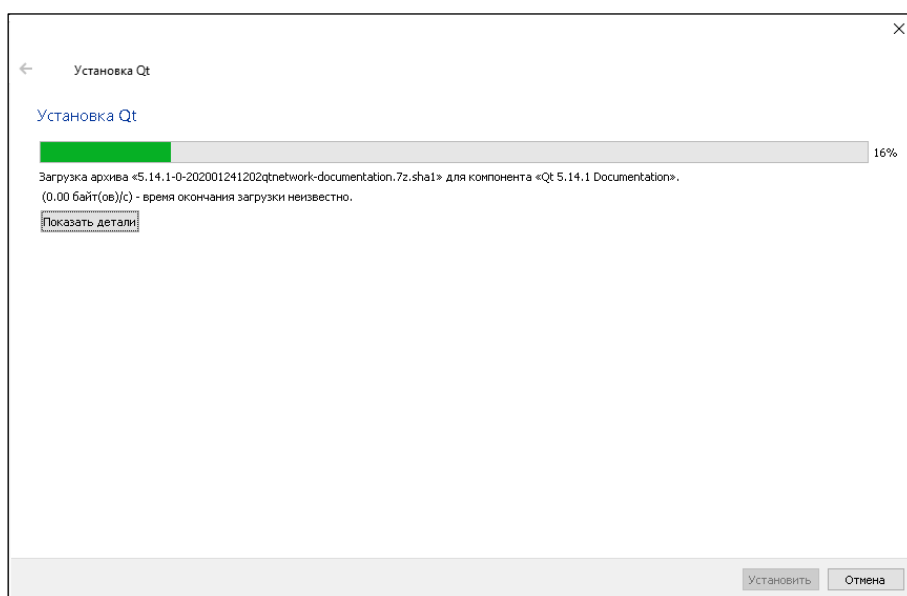 Установка Qt
Установка Qt
16%
Загрузка архива «5.14.1-0-202001241202qtnetwork-documentation.7z.sha1» для компонента «Qt 5.14.1 Documentation».
(0.00 байт(ов)/с) - время окончания загрузки неизвестно.
Показать детали
Установить Отмена